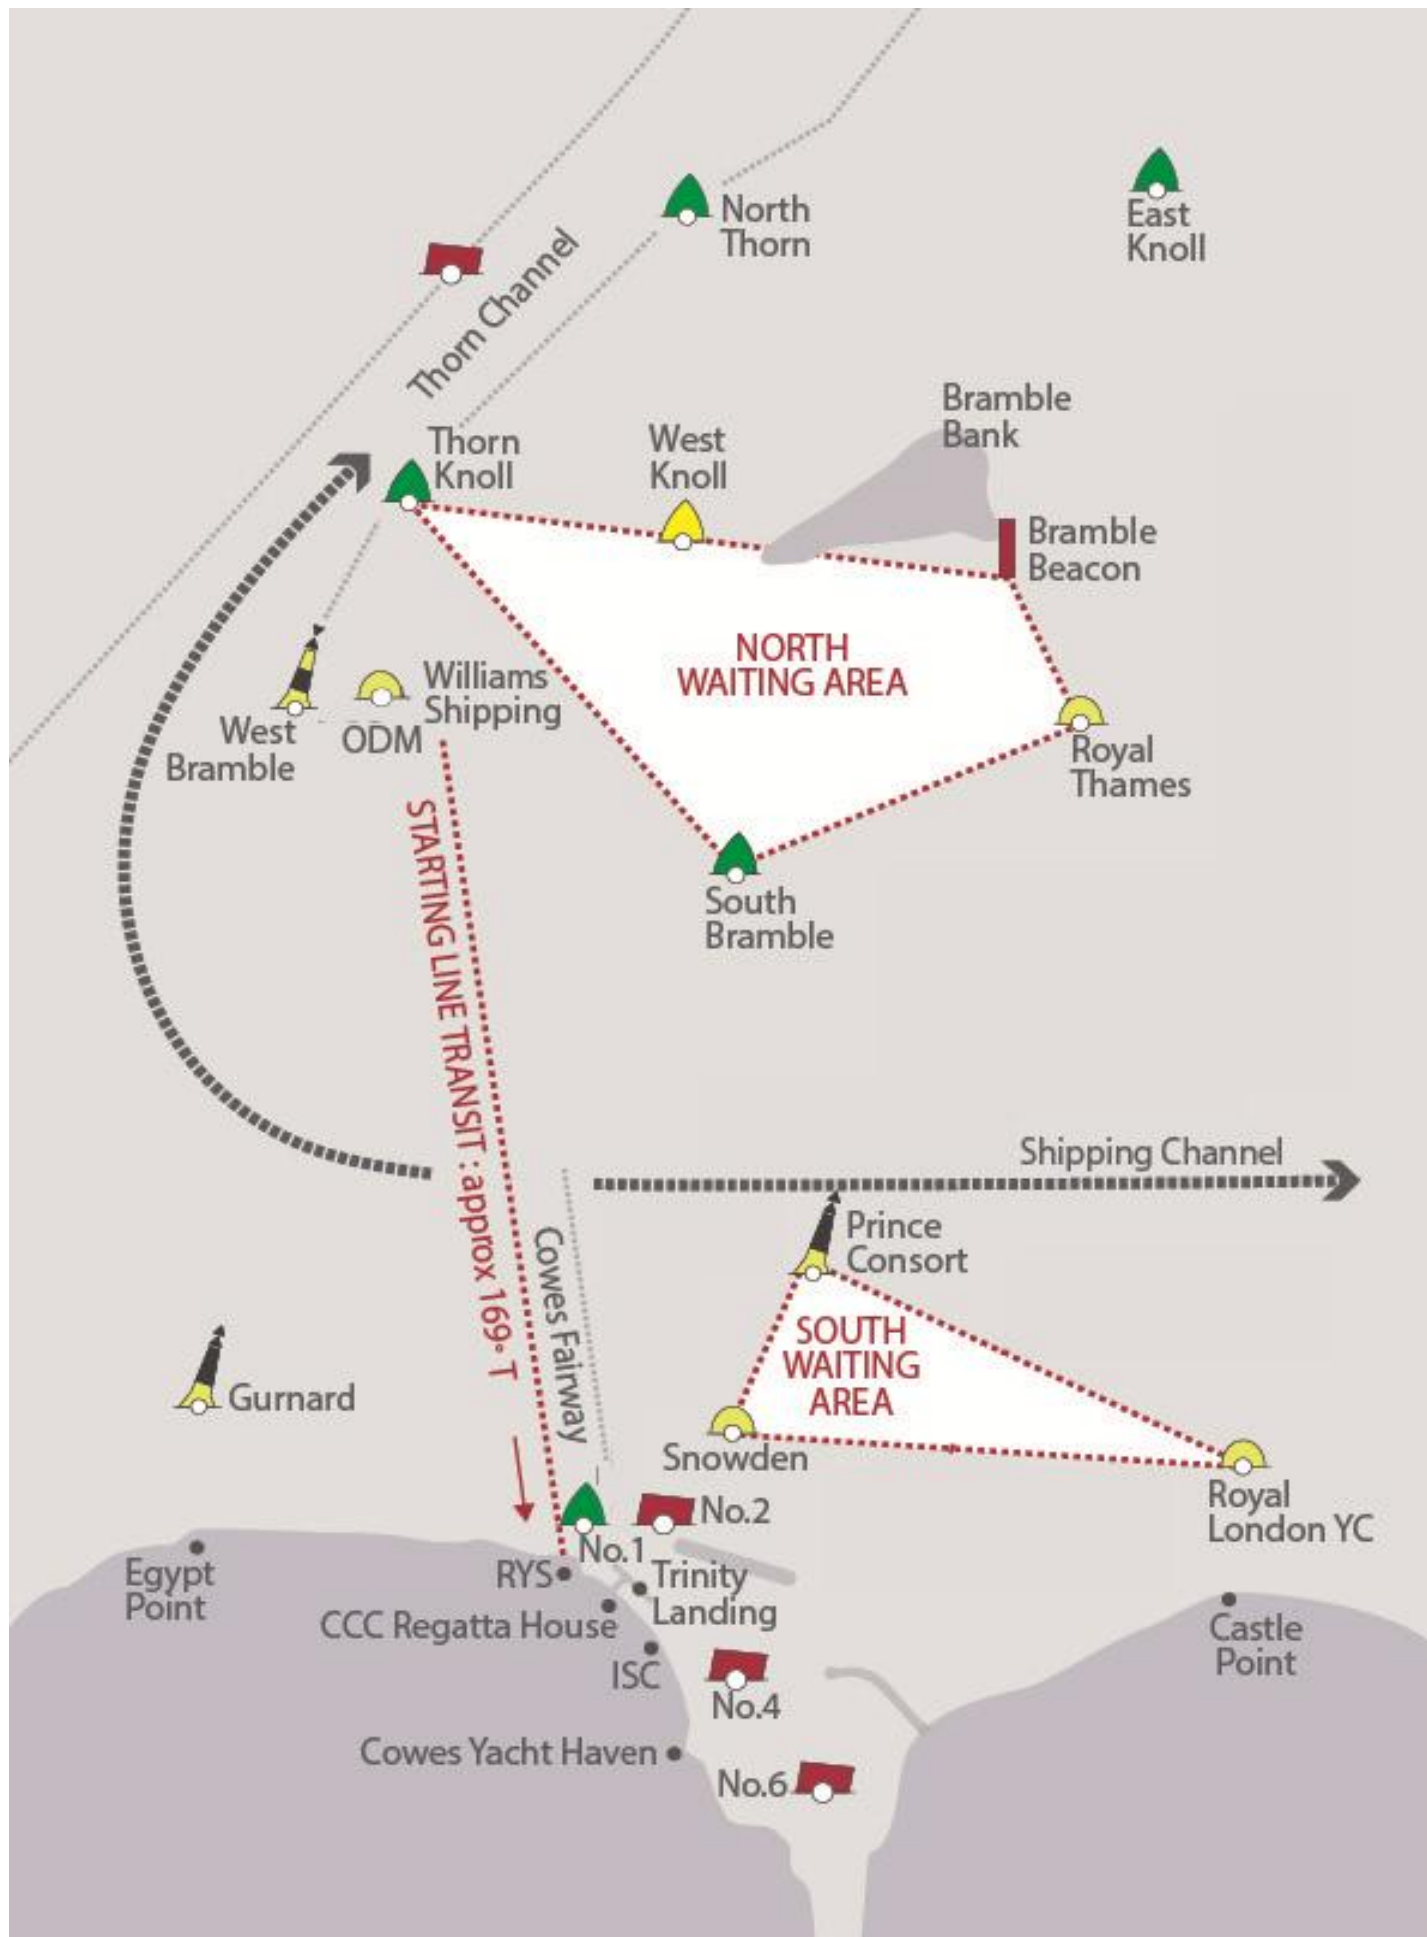 North
Thorn
East
Knoll
Thorn Channel
Bramble
Bank
Thorn
Knoll
West
Knoll
Bramble
Beacon
NORTH
WAITING AREA
Williams
Shipping
West
Bramble
ODM
Royal
Thames
STARTING LINE TRANSIT : approx 169° T
South
Bramble
Shipping Channel
Prince
Consort
Cowes Fairway
SOUTH
WAITING
AREA
Gurnard
Snowden
Royal
London YC
No.2
No.1
Egypt
Point
RYS
Trinity
Landing
CCC Regatta House
Castle
Point
ISC
No.4
Cowes Yacht Haven
No.6